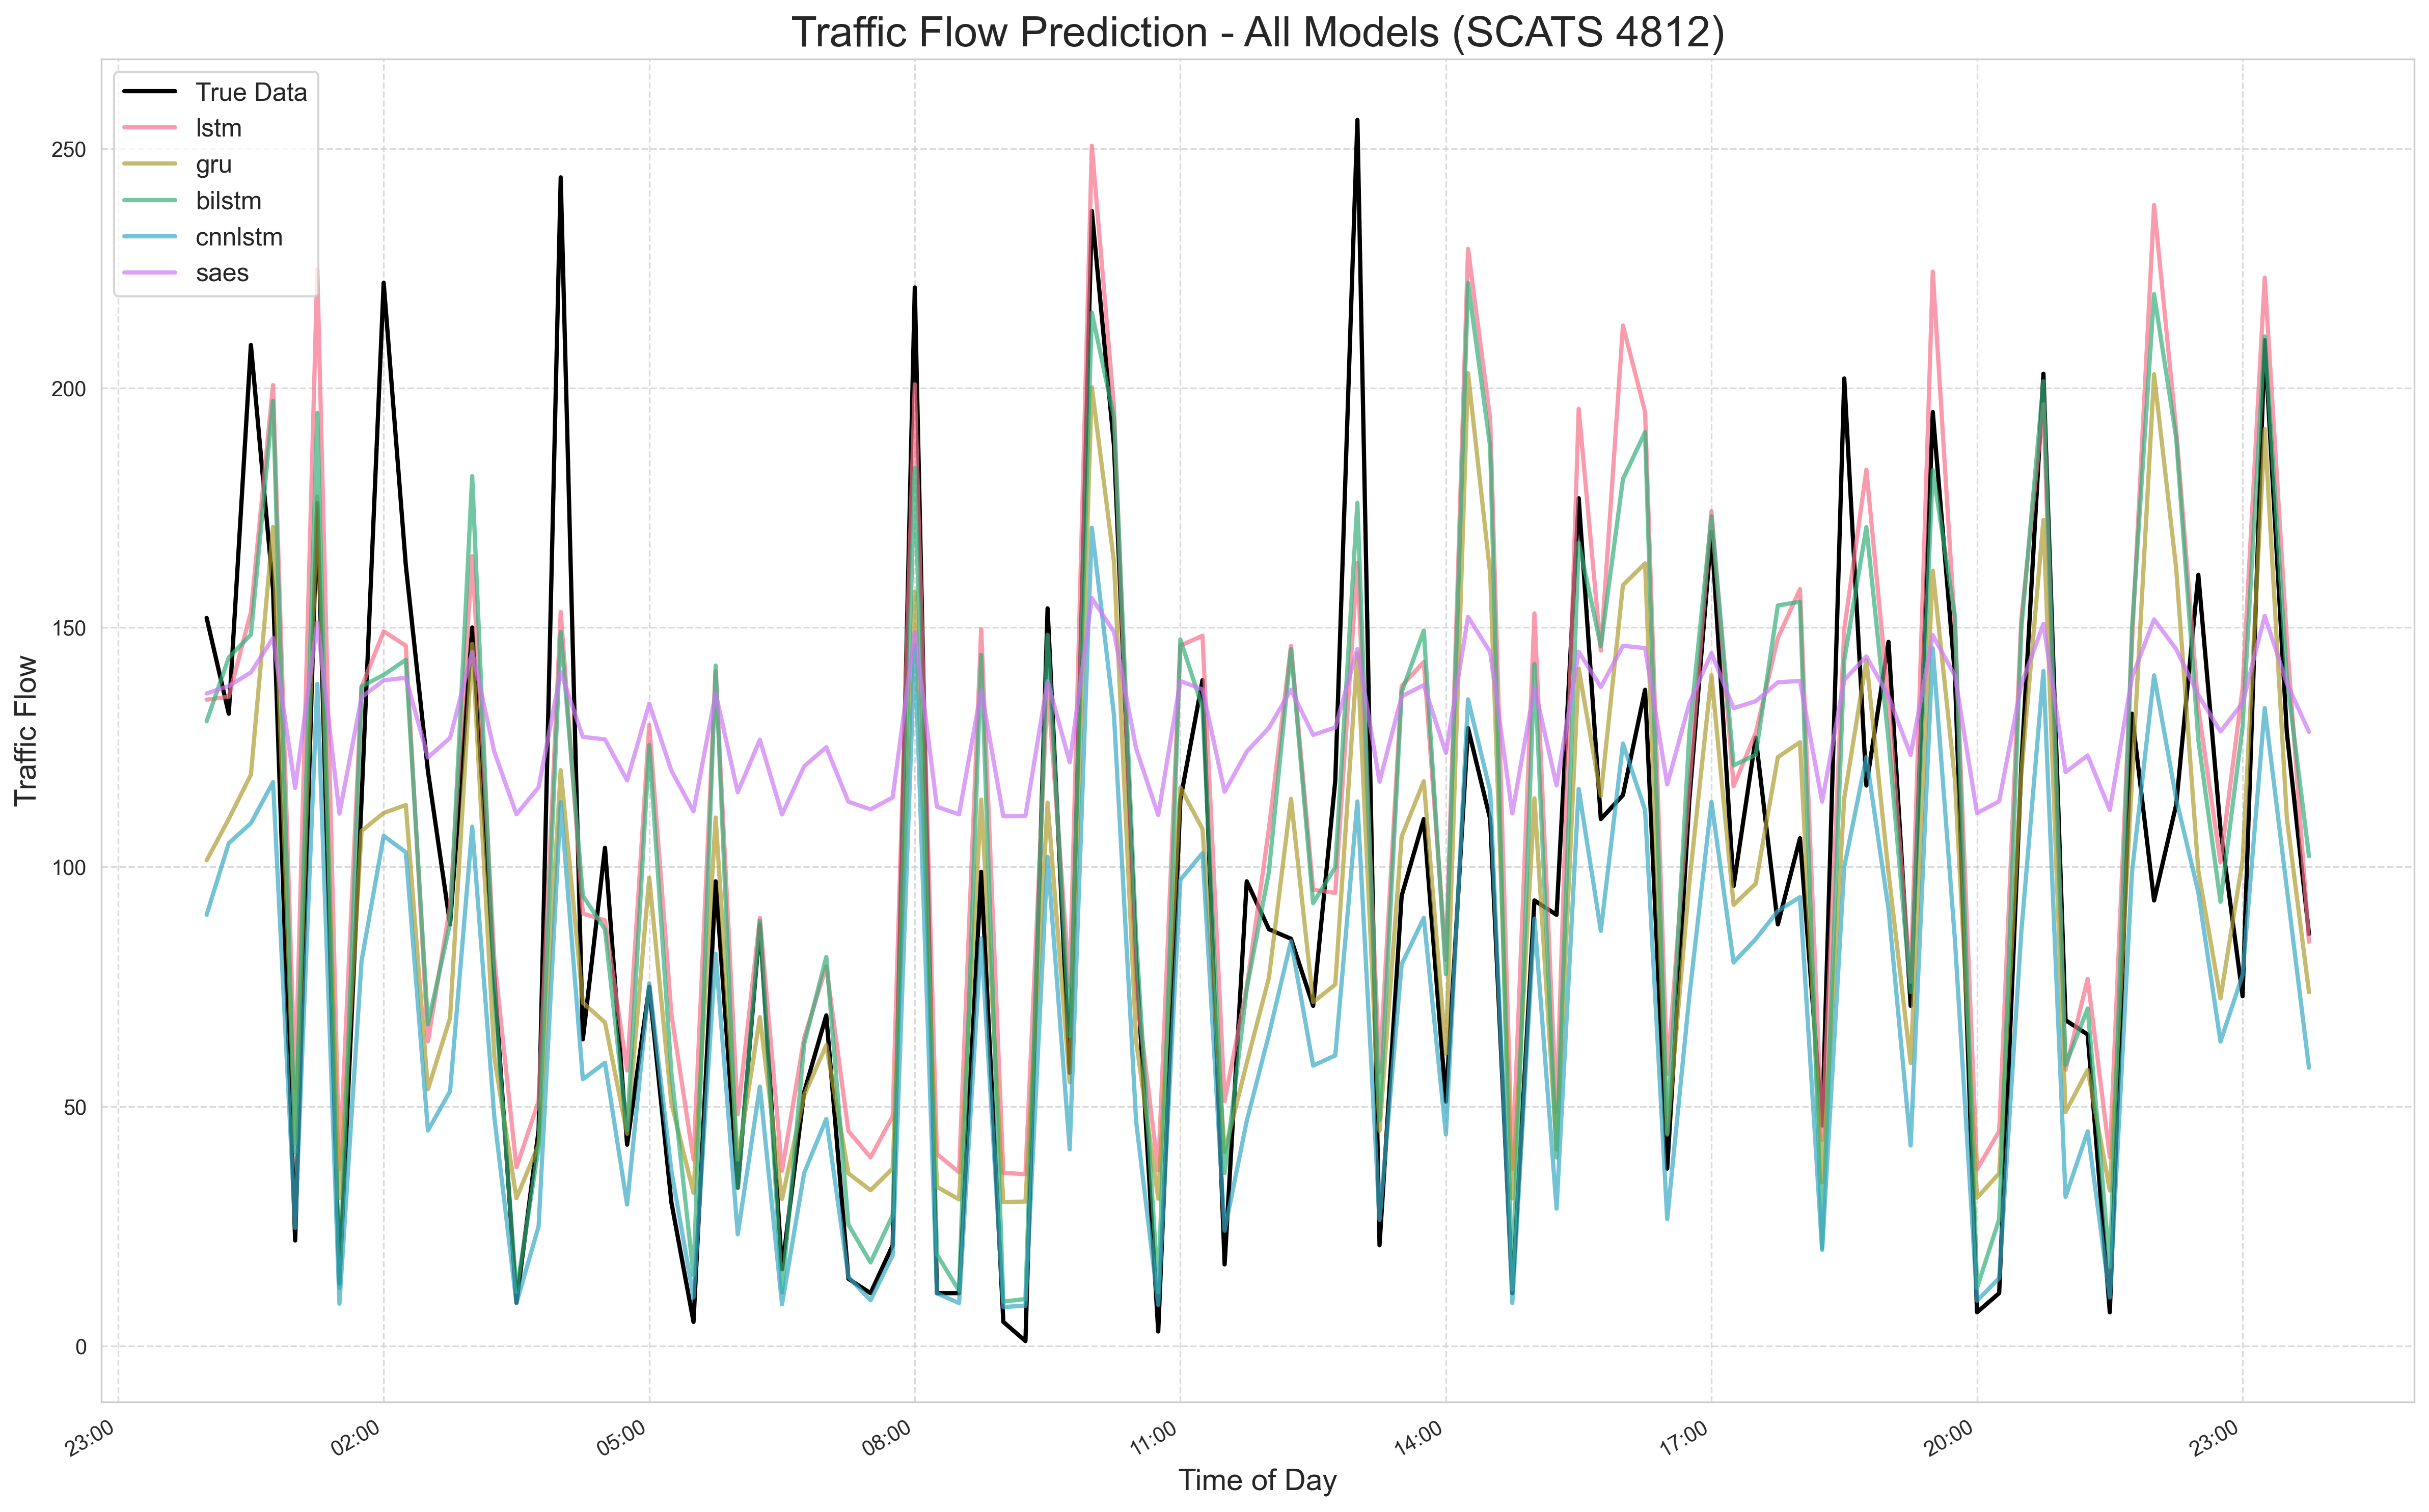 Traffic Flow Prediction - All Models (SCATS 4812)
True Data
lstm
gru
bilstm
cnnlstm
saes
Traffic Flow
250
200
150
100
50
0
23:00
02:00
05:00
08:00
11:00
14:00
17:00
20:00
23:00
Time of Day